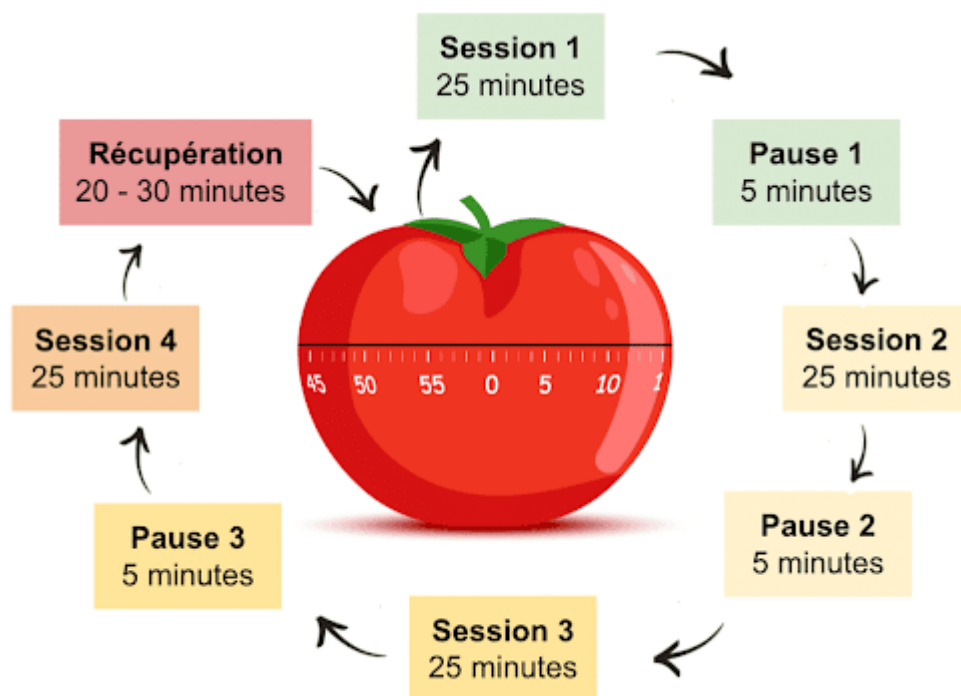 Session 1
25 minutes
Pause 1
5 minutes
Session 2
25 minutes
Pause 2
5 minutes
Session 3
25 minutes
Pause 3
5 minutes
Session 4
25 minutes
Récupération
20 - 30 minutes
45 50 55 0 5 10 1